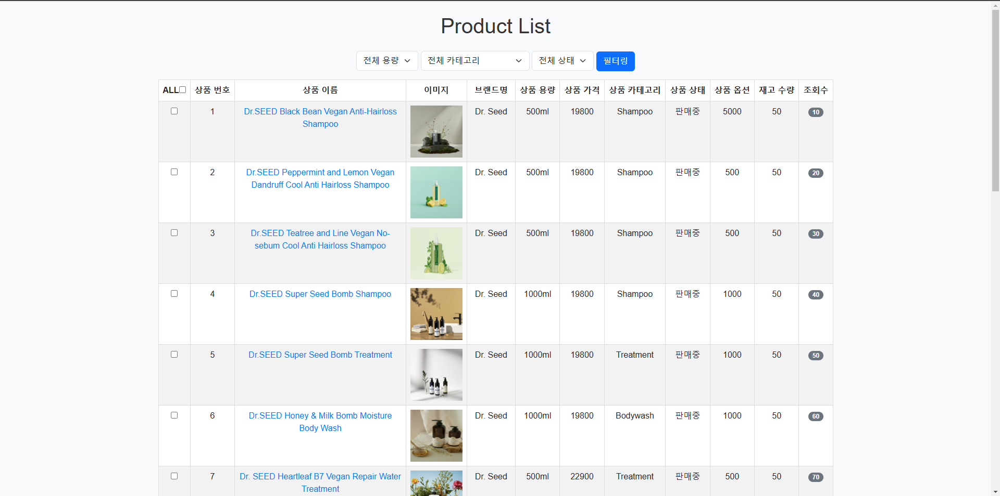 Product List
전체 용량 전체 카테고리 전체 상태 필터링
ALL 상품 번호 상품 이름 이미지 브랜드명 상품 용량 상품 가격 상품 카테고리 상품 상태 상품 옵션 재고 수량 조회수
1 Dr.SEED Black Bean Vegan Anti-Hairloss Dr. Seed 500ml 19800 Shampoo 판매중 5000 50 10
Shampoo
2 Dr.SEED Peppermint and Lemon Vegan Dr. Seed 500ml 19800 Shampoo 판매중 500 50 20
Dandruff Cool Anti Hairloss Shampoo
3 Dr.SEED Teatree and Line Vegan No- Dr. Seed 500ml 19800 Shampoo 판매중 500 50 30
sebum Cool Anti Hairloss Shampoo
4 Dr.SEED Super Seed Bomb Shampoo Dr. Seed 1000ml 19800 Shampoo 판매중 1000 50 40
5 Dr.SEED Super Seed Bomb Treatment Dr. Seed 1000ml 19800 Treatment 판매중 1000 50 50
6 Dr.SEED Honey & Milk Bomb Moisture Dr. Seed 1000ml 19800 Bodywash 판매중 1000 50 60
Body Wash
7 Dr. SEED Heartleaf B7 Vegan Repair Water Dr. Seed 500ml 22900 Treatment 판매중 500 50 70
Treatment